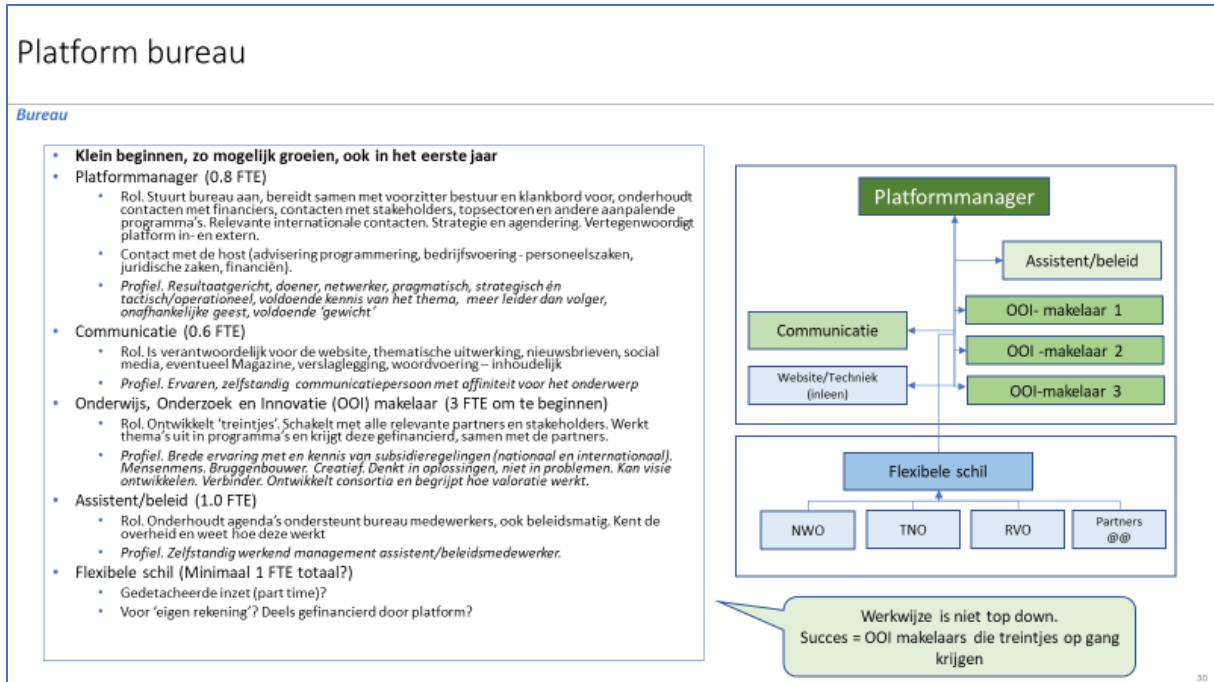 Platform bureau
Bureau
• Klein beginnen, zo mogelijk groeien, ook in het eerste jaar
• Platformmanager (0.8 FTE)
• Rol. Stuurt bureau aan, bereidt samen met voorzitter bestuur en klankbord voor, onderhoudt
contacten met financiers, contacten met stakeholders, topsectoren en andere aanpalende
programma's. Relevante internationale contacten. Strategie en agendering. Vertegenwoordigt
platform in- en extern.
• Contact met de host (advisering programmering, bedrijfsvoering - personeelszaken,
juridische zaken, financiën).
• Profiel. Resultaatgericht, doener, netwerker, pragmatisch, strategisch én
tactisch/operationeel, voldoende kennis van het thema, meer leider dan volger,
onafhankelijke geest, voldoende 'gewicht'
• Communicatie (0.6 FTE)
• Rol. Is verantwoordelijk voor de website, thematische uitwerking, nieuwsbrieven, social
media, eventueel Magazine, verslaglegging, woordvoering – inhoudelijk
• Profiel. Ervaren, zelfstandig communicatiepersoon met affiniteit voor het onderwerp
• Onderwijs, Onderzoek en Innovatie (OOI) makelaar (3 FTE om te beginnen)
• Rol. Ontwikkelt 'treintjes'. Schakelt met alle relevante partners en stakeholders. Werkt
thema's uit in programma's en krijgt deze gefinancierd, samen met de partners.
• Profiel. Brede ervaring met en kennis van subsidieregelingen (nationaal en internationaal).
Mensenmens. Bruggenbouwer. Creatief. Denkt in oplossingen, niet in problemen. Kan visie
ontwikkelen. Verbinder. Ontwikkelt consortia en begrijpt hoe valoratie werkt.
• Assistent/beleid (1.0 FTE)
• Rol. Onderhoudt agenda's ondersteunt bureau medewerkers, ook beleidsmatig. Kent de
overheid en weet hoe deze werkt
• Profiel. Zelfstandig werkend management assistent/beleidsmedewerker.
• Flexibele schil (Minimaal 1 FTE totaal?)
• Gedetacheerde inzet (part time)?
• Voor 'eigen rekening'? Deels gefinancierd door platform?
Platformmanager
Assistent/beleid
OOI- makelaar 1
Communicatie
OOI -makelaar 2
Website/Techniek
(inleen)
OOI-makelaar 3
Flexibele schil
NWO
TNO
RVO
Partners
@@
Werkwijze is niet top down.
Succes = OOI makelaars die treintjes op gang
krijgen
30